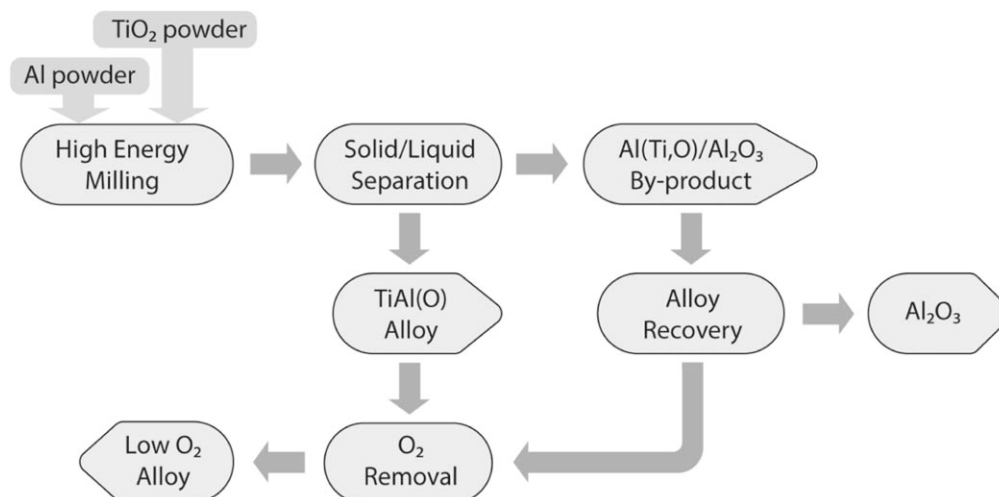 TiO₂ powder
Al powder
High Energy
Milling
Solid/Liquid
Separation
Al(Ti,O)/Al₂O₃
By-product
TiAl(O)
Alloy
Alloy
Recovery
Al₂O₃
Low O₂
Alloy
O₂
Removal